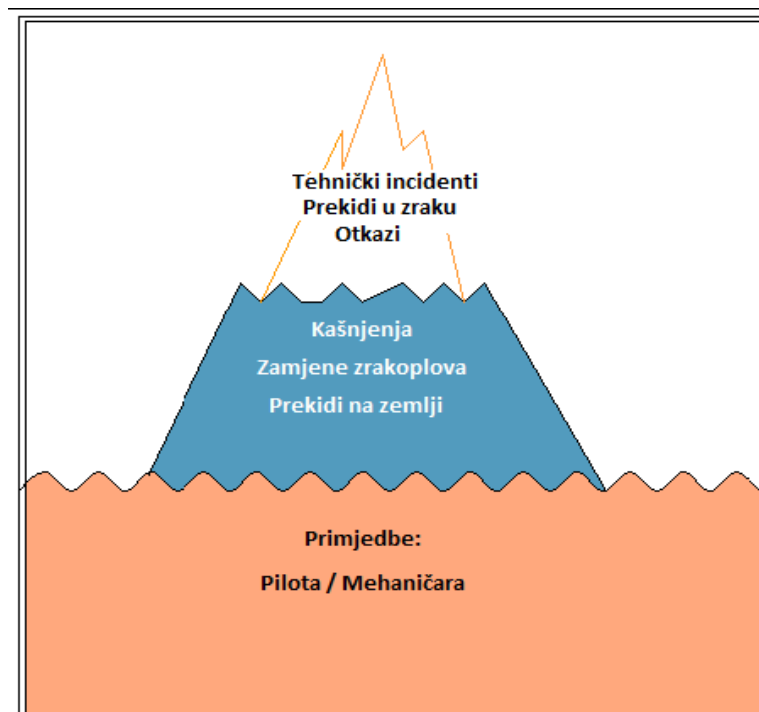 Tehnički incidenti
Prekidi u zraku
Otkazi
Kašnjenja
Zamjene zrakoplova
Prekidi na zemlji
Primjedbe:
Pilota / Mehaničara